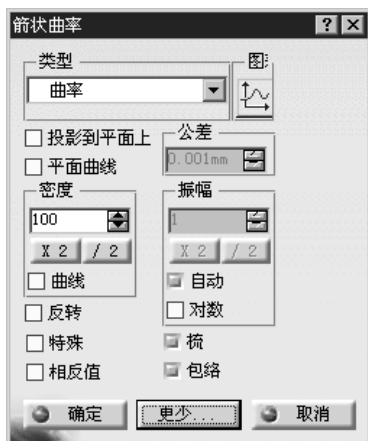 箭状曲率 ? ×
类型
图
曲率
投影到平面上
公差
平面曲线
0.001mm
密度
振幅
100
1
X 2 / 2
X 2 / 2
曲线
自动
反转
对数
特殊
梳
相反值
包络
确定 更少... 取消